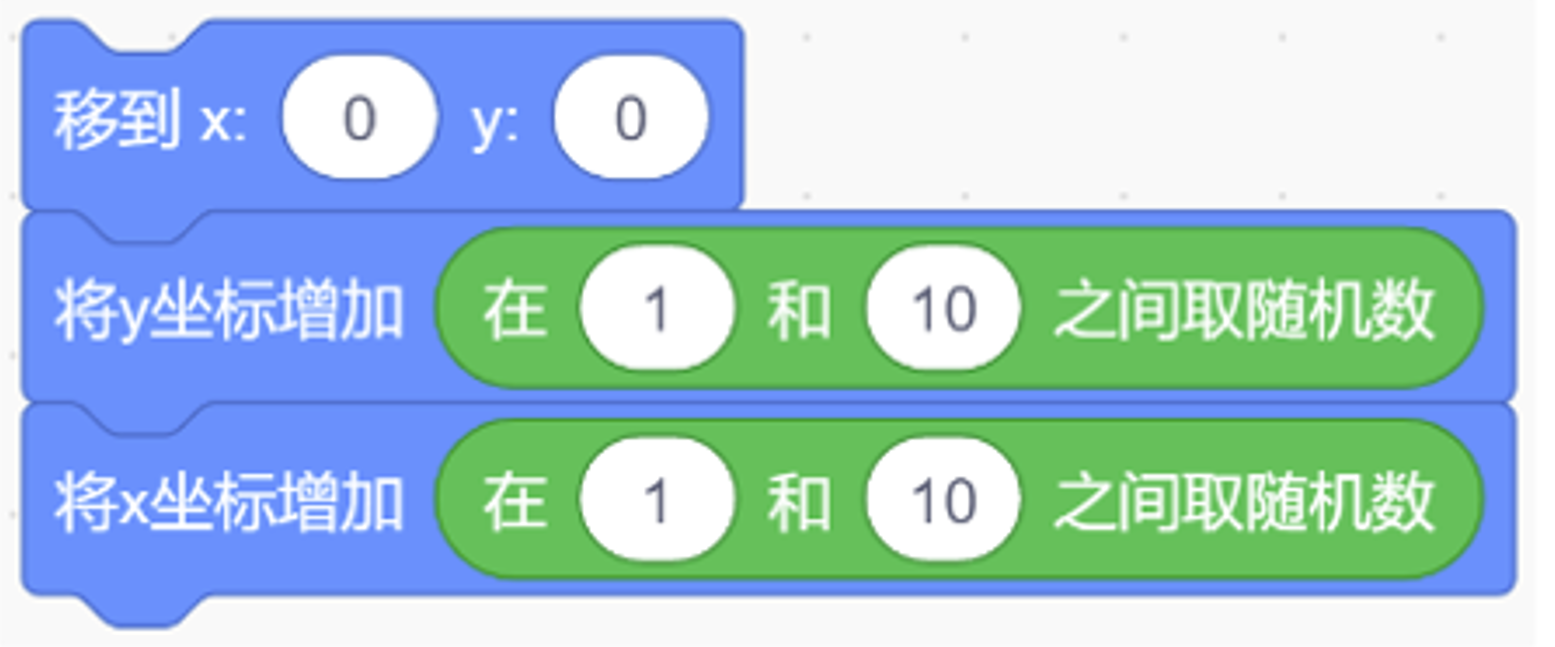 移到 x: 0 y: 0
将y坐标增加 在 1 和 10 之间取随机数
将x坐标增加 在 1 和 10 之间取随机数